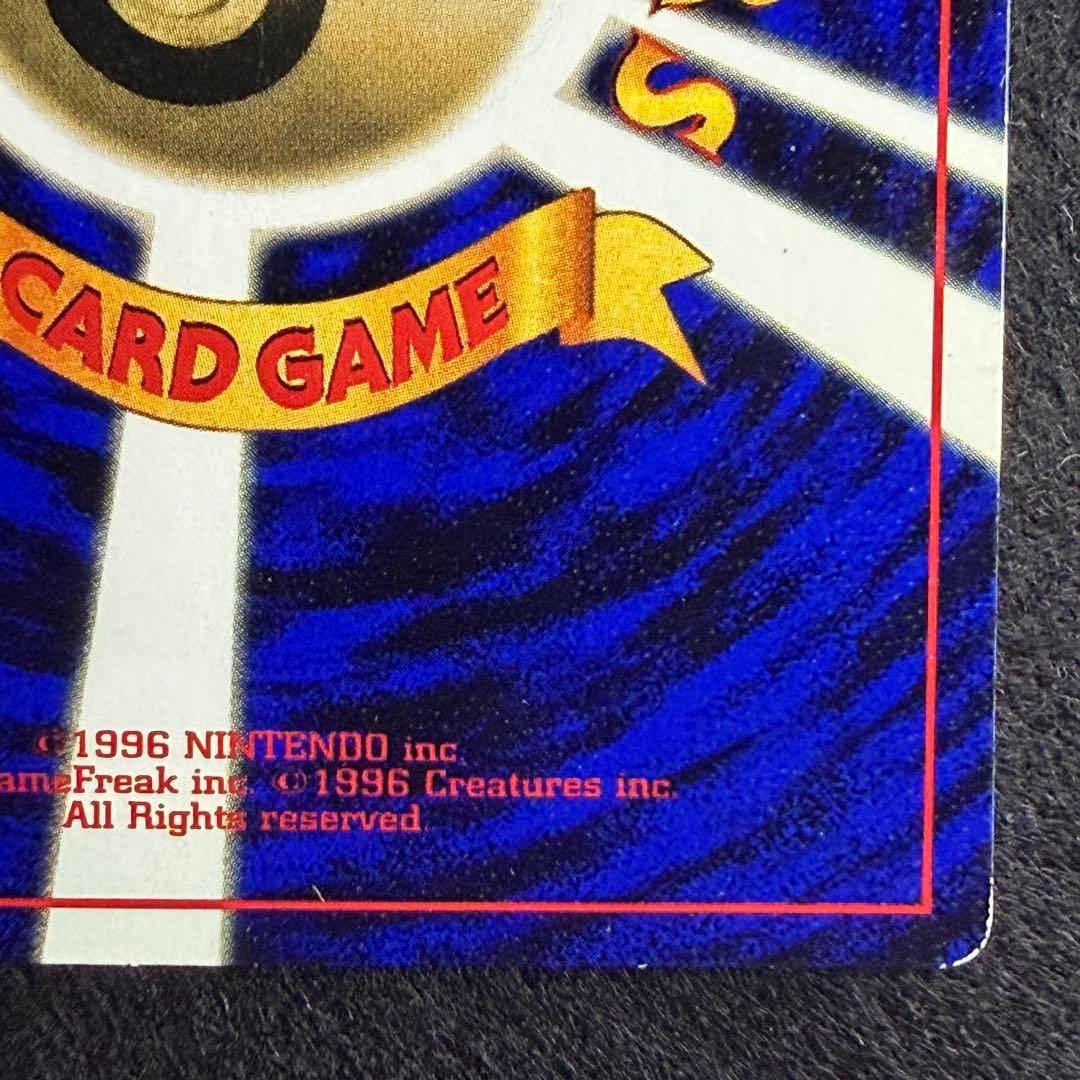 S
CARD GAME
©1996 NINTENDO inc.
ameFreak inc. ©1996 Creatures inc.
All Rights reserved.